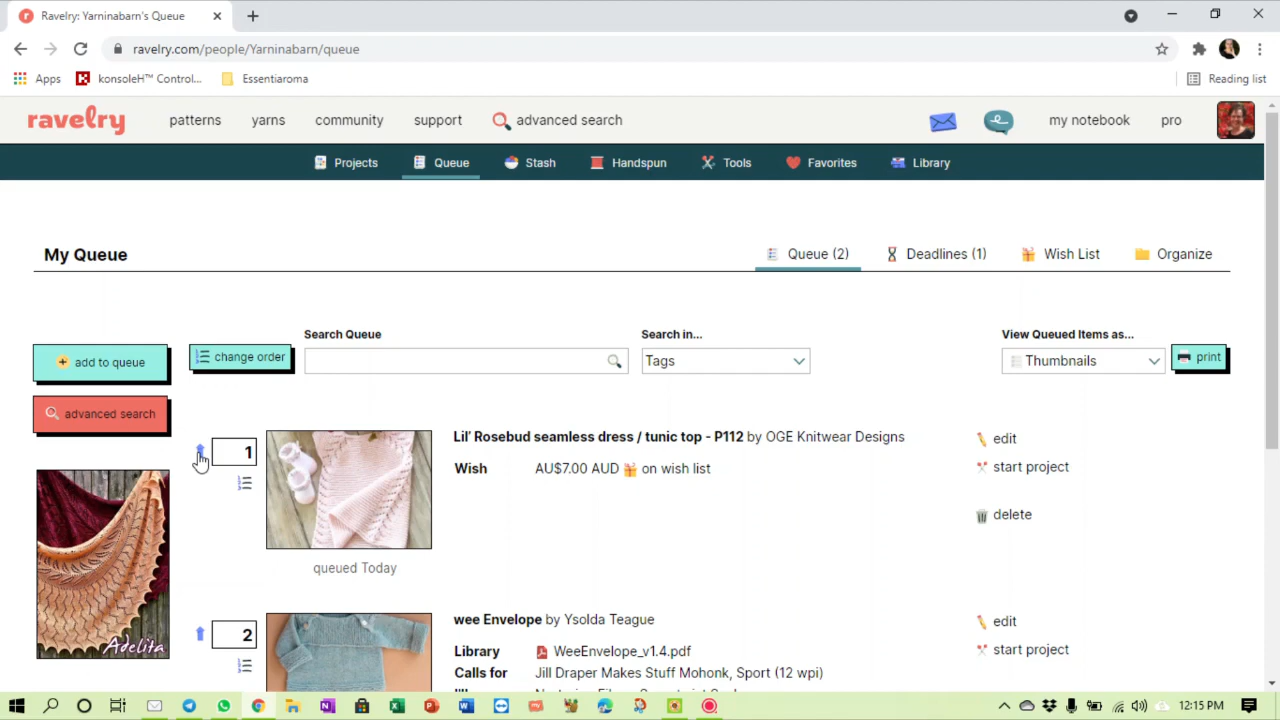 Ravelry: Yarninabarn's Queue
ravelry.com/people/Yarninabarn/queue
Apps konsoleH™ Control... Essentiaroma Reading list
ravelry patterns yarns community support advanced search my notebook pro
Projects Queue Stash Handspun Tools Favorites Library
My Queue Queue (2) Deadlines (1) Wish List Organize
Search Queue Search in... View Queued Items as...
add to queue change order Tags Thumbnails print
advanced search
1 Lil' Rosebud seamless dress / tunic top - P112 by OGE Knitwear Designs edit
Wish AU$7.00 AUD on wish list start project
delete
queued Today
2 wee Envelope by Ysolda Teague edit
Adelita
Library WeeEnvelope_v1.4.pdf start project
Calls for Jill Draper Makes Stuff Mohonk, Sport (12 wpi)
12:15 PM